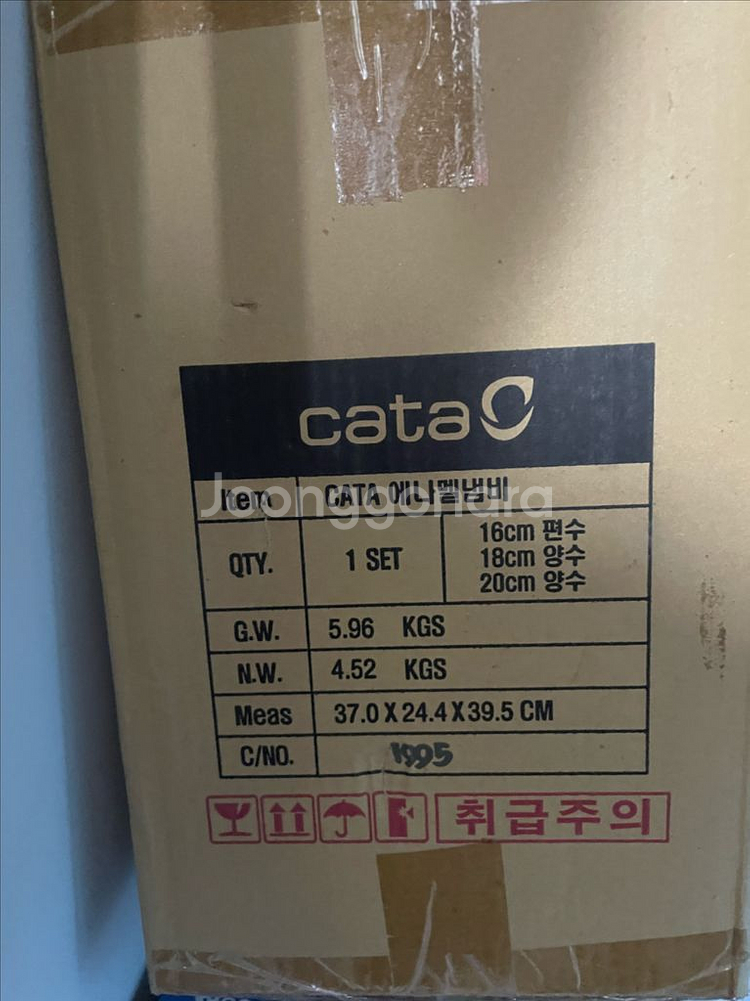 cata
Item CATA 에나멜냄비
Joonggonara
QTY. 1 SET
16cm 편수
18cm 양수
20cm 양수
G.W. 5.96 KGS
N.W. 4.52 KGS
Meas 37.0 X 24.4 X 39.5 CM
C/NO. 1995
취급주의